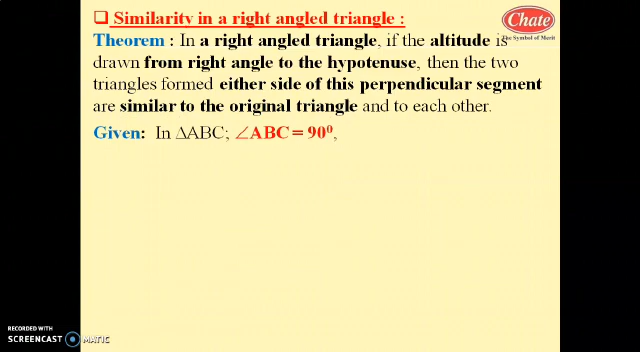 ❑ Similarity in a right angled triangle :
Chate
The Symbol of Merit
Theorem : In a right angled triangle, if the altitude is
drawn from right angle to the hypotenuse, then the two
triangles formed either side of this perpendicular segment
are similar to the original triangle and to each other.
Given: In ΔABC; ∠ABC = 90⁰,
RECORDED WITH
SCREENCAST MATIC